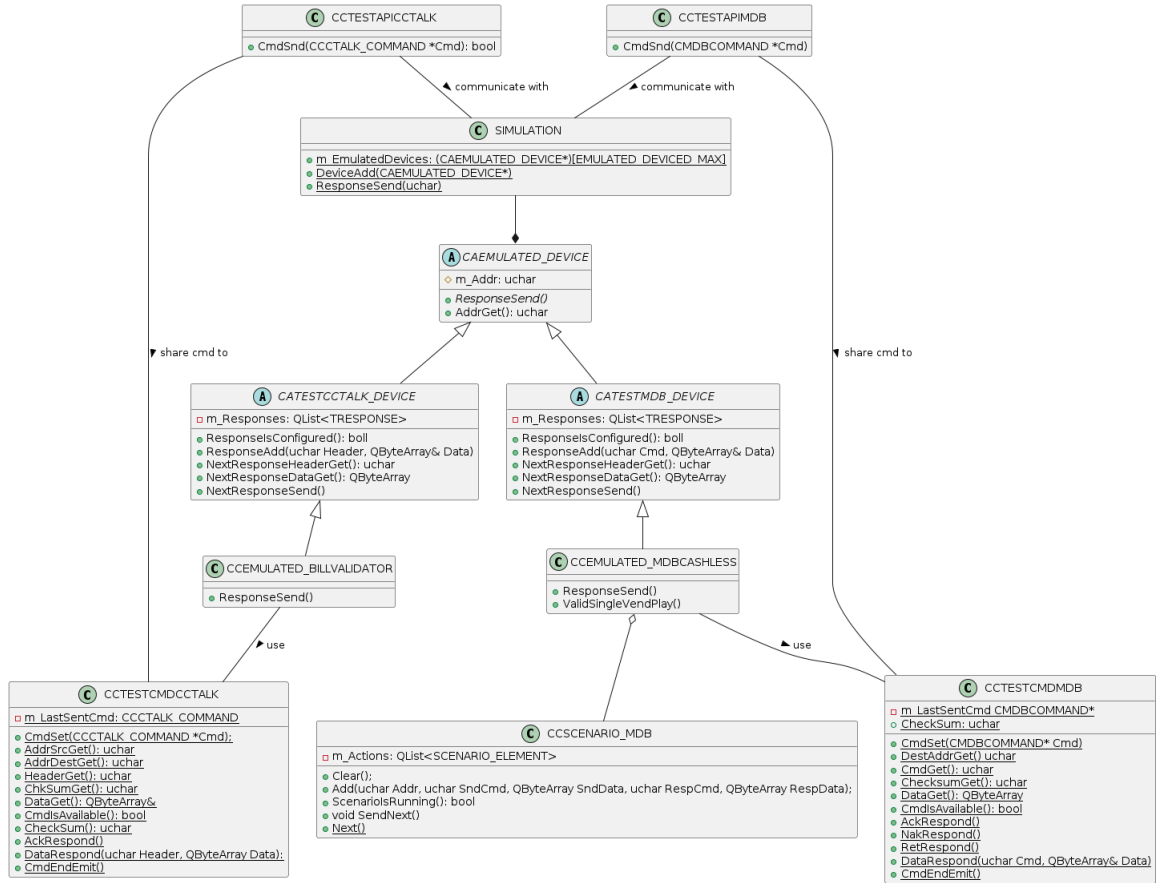 C CCTESTAPICCTALK
CmdSnd(CCCTALK_COMMAND *Cmd): bool
C CCTESTAPIMDB
CmdSnd(CMDBCOMMAND *Cmd)
communicate with
communicate with
C SIMULATION
m_EmulatedDevices: (CAEMULATED_DEVICE*)[EMULATED_DEVICED_MAX]
DeviceAdd(CAEMULATED_DEVICE*)
ResponseSend(uchar)
A CAEMULATED_DEVICE
m_Addr: uchar
ResponseSend()
AddrGet(): uchar
share cmd to
share cmd to
A CATESTCCTALK_DEVICE
m_Responses: QList<TRESPONSE>
ResponseIsConfigured(): boll
ResponseAdd(uchar Header, QByteArray& Data)
NextResponseHeaderGet(): uchar
NextResponseDataGet(): QByteArray
NextResponseSend()
A CATESTMDB_DEVICE
m_Responses: QList<TRESPONSE>
ResponseIsConfigured(): boll
ResponseAdd(uchar Cmd, QByteArray& Data)
NextResponseHeaderGet(): uchar
NextResponseDataGet(): QByteArray
NextResponseSend()
C CCEMULATED_BILLVALIDATOR
ResponseSend()
C CCEMULATED_MDBCASHLESS
ResponseSend()
ValidSingleVendPlay()
use
use
C CCTESTCMDCCTALK
m_LastSentCmd: CCCTALK_COMMAND
CmdSet(CCCTALK_COMMAND *Cmd);
AddrSrcGet(): uchar
AddrDestGet(): uchar
HeaderGet(): uchar
ChkSumGet(): uchar
DataGet(): QByteArray&
CmdIsAvailable(): bool
CheckSum(): uchar
AckRespond()
DataRespond(uchar Header, QByteArray Data);
CmdEndEmit()
C CCSCENARIO_MDB
m_Actions: QList<SCENARIO_ELEMENT>
Clear();
Add(uchar Addr, uchar SndCmd, QByteArray SndData, uchar RespCmd, QByteArray RespData);
ScenarioIsRunning(): bool
void SendNext()
Next()
C CCTESTCMDMDB
m_LastSentCmd CMDBCOMMAND*
CheckSum: uchar
CmdSet(CMDBCOMMAND* Cmd)
DestAddrGet() uchar
CmdGet(): uchar
ChecksumGet(): uchar
DataGet(): QByteArray
CmdIsAvailable(): bool
AckRespond()
NakRespond()
RetRespond()
DataRespond(uchar Cmd, QByteArray& Data)
CmdEndEmit()